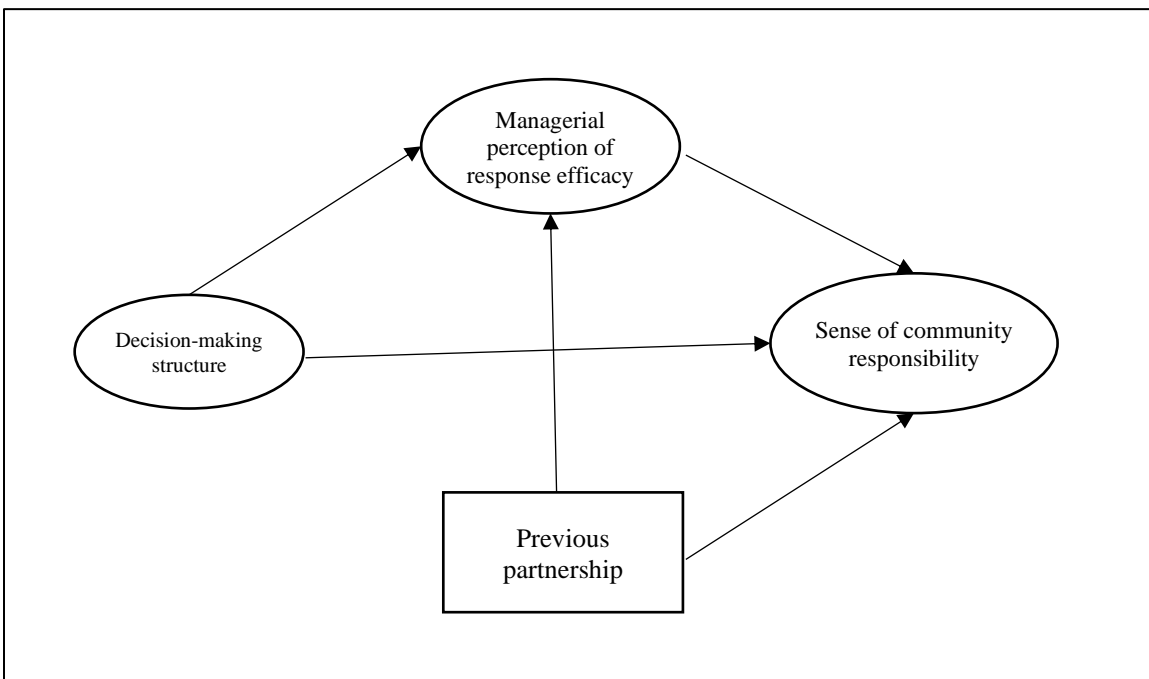 Managerial
perception of
response efficacy
Decision-making
structure
Sense of community
responsibility
Previous
partnership